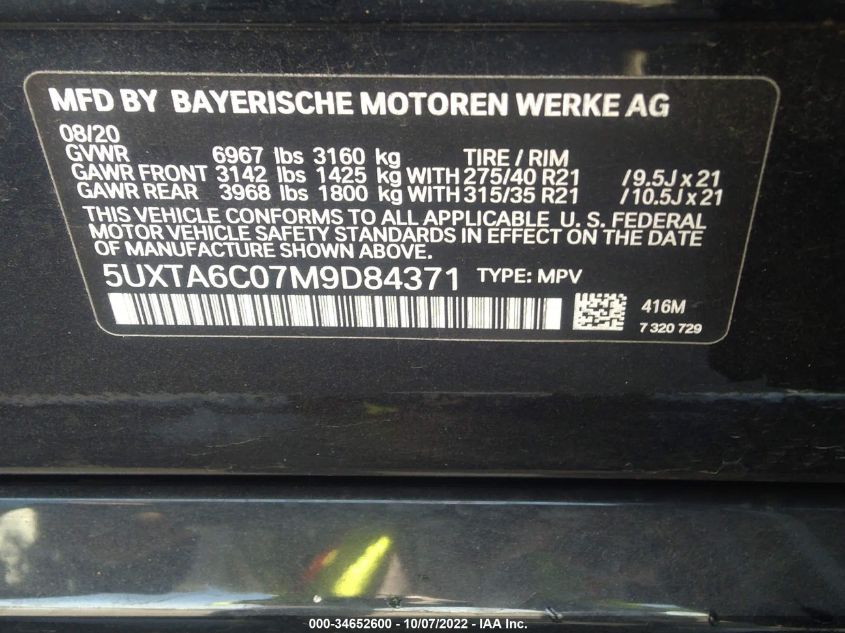 MFD BY BAYERISCHE MOTOREN WERKE AG
08/20
GVWR 6967 lbs 3160 kg TIRE / RIM
GAWR FRONT 3142 lbs 1425 kg WITH 275/40 R21 /9.5J x 21
GAWR REAR 3968 lbs 1800 kg WITH 315/35 R21 /10.5J x 21
THIS VEHICLE CONFORMS TO ALL APPLICABLE U. S. FEDERAL
MOTOR VEHICLE SAFETY STANDARDS IN EFFECT ON THE DATE
OF MANUFACTURE SHOWN ABOVE.
5UXTA6C07M9D84371 TYPE: MPV
416M
7 320 729
000-34652600 - 10/07/2022 - IAA Inc.